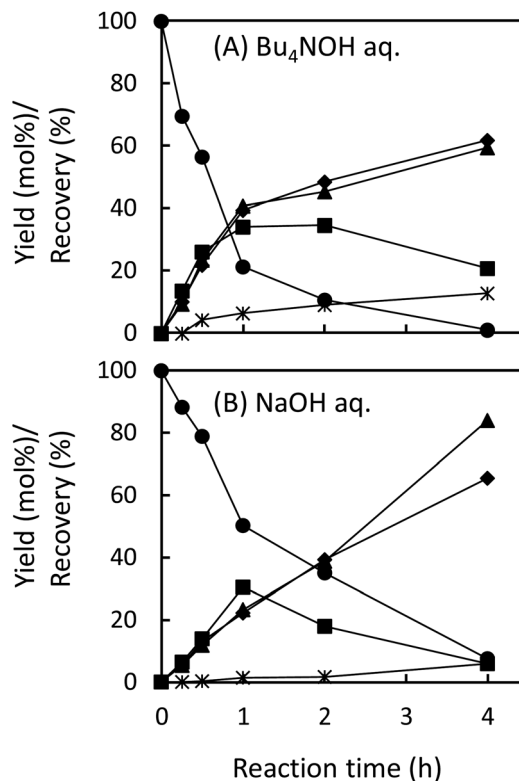 100
80
60
40
20
0
Yield (mol%)/
Recovery (%)
(A) Bu₄NOH aq.
100
80
60
40
20
0
Yield (mol%)/
Recovery (%)
(B) NaOH aq.
0 1 2 3 4
Reaction time (h)